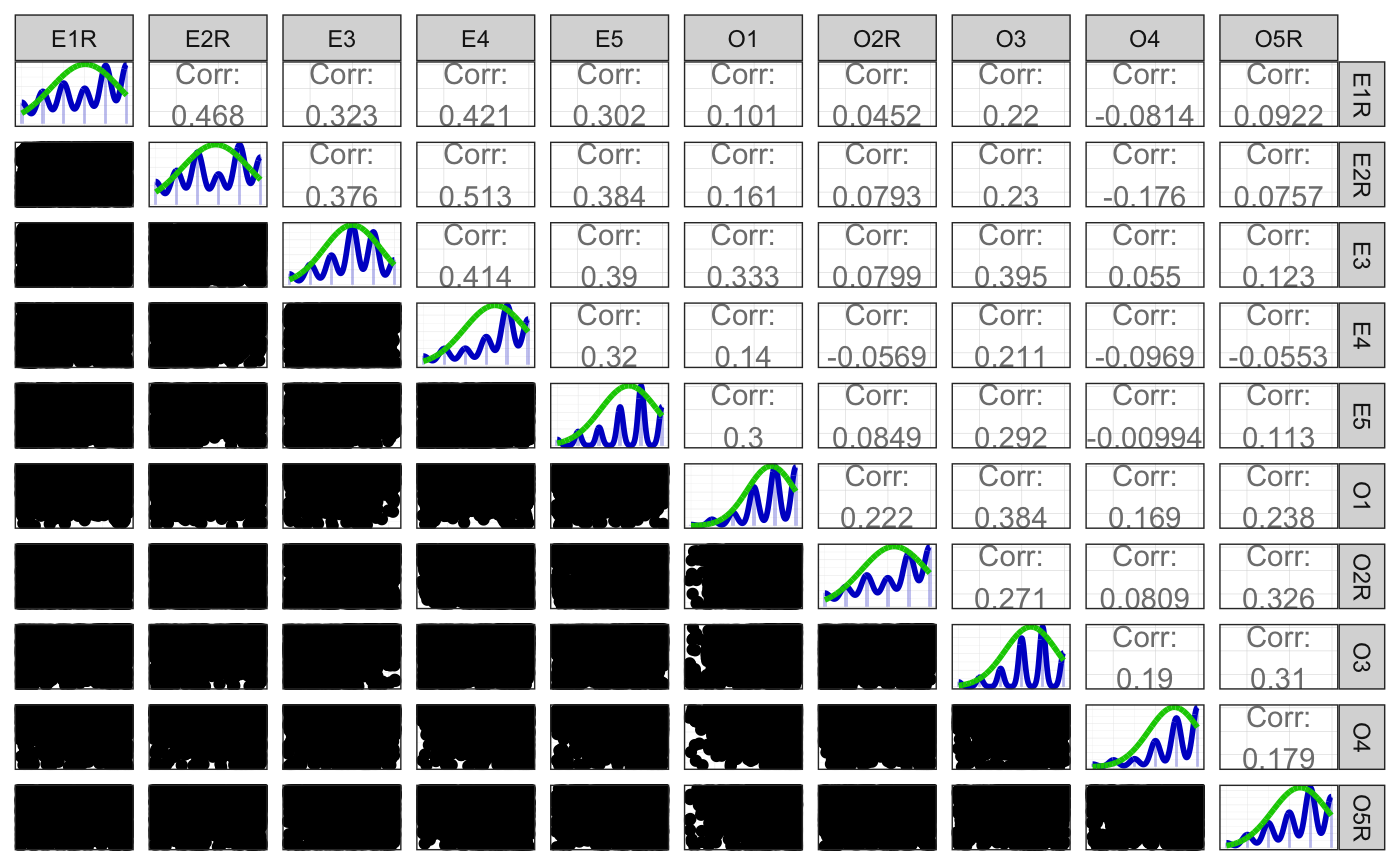 E1R E2R E3 E4 E5 O1 O2R O3 O4 O5R
Corr: Corr: Corr: Corr: Corr: Corr: Corr: Corr: Corr:
0.468 0.323 0.421 0.302 0.101 0.0452 0.22 -0.0814 0.0922
E1R
Corr: Corr: Corr: Corr: Corr: Corr: Corr: Corr:
0.376 0.513 0.384 0.161 0.0793 0.23 -0.176 0.0757
E2R
Corr: Corr: Corr: Corr: Corr: Corr: Corr:
0.414 0.39 0.333 0.0799 0.395 0.055 0.123
E3
Corr: Corr: Corr: Corr: Corr: Corr:
0.32 0.14 -0.0569 0.211 -0.0969 -0.0553
E4
Corr: Corr: Corr: Corr: Corr:
0.3 0.0849 0.292 -0.00994 0.113
E5
Corr: Corr: Corr: Corr:
0.222 0.384 0.169 0.238
O1
Corr: Corr: Corr:
0.271 0.0809 0.326
O2R
Corr: Corr:
0.19 0.31
O3
Corr:
0.179
O4
O5R